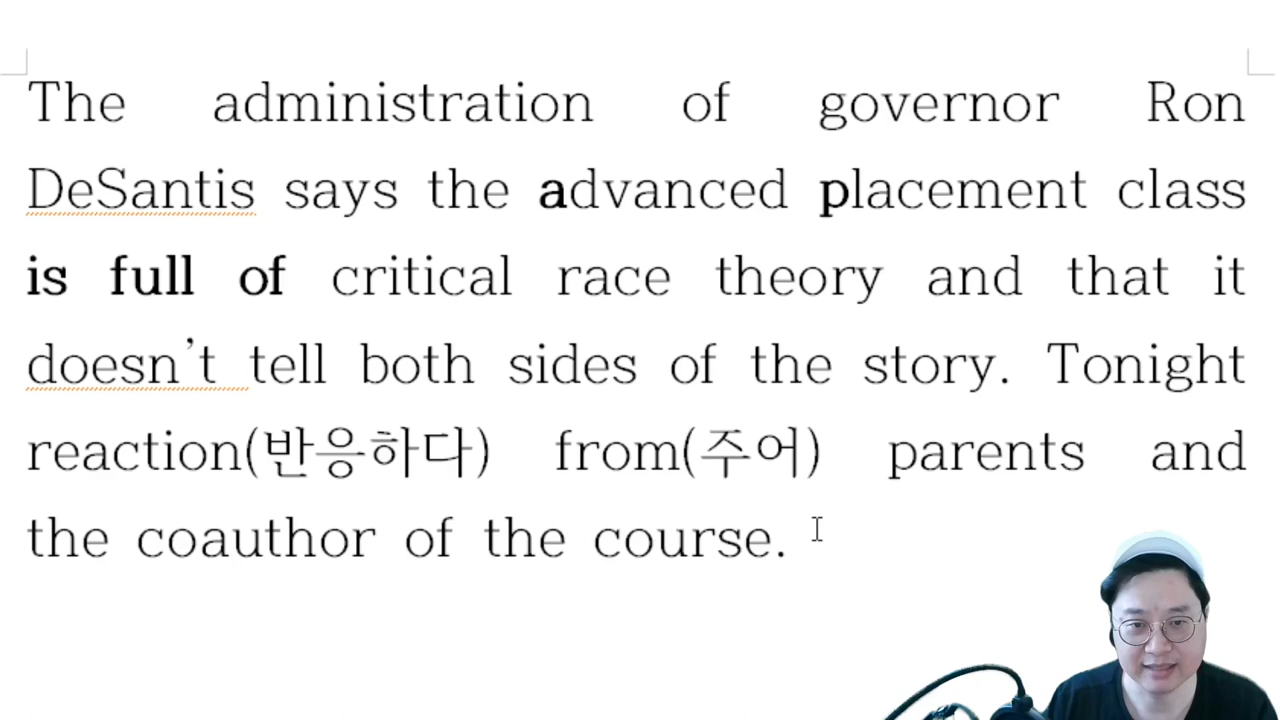 The administration of governor Ron
DeSantis says the advanced placement class
is full of critical race theory and that it
doesn't tell both sides of the story. Tonight
reaction(반응하다) from(주어) parents and
the coauthor of the course.